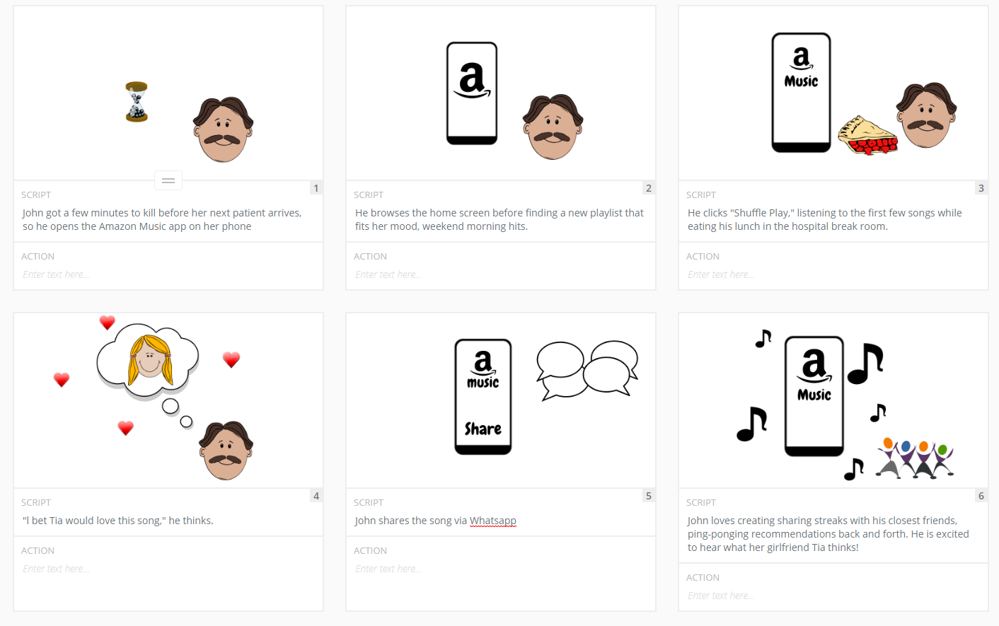 a
a
Music
SCRIPT
1
John got a few minutes to kill before her next patient arrives,
so he opens the Amazon Music app on her phone
ACTION
Enter text here...
SCRIPT
2
He browses the home screen before finding a new playlist that
fits her mood, weekend morning hits.
ACTION
Enter text here...
SCRIPT
3
He clicks "Shuffle Play," listening to the first few songs while
eating his lunch in the hospital break room.
ACTION
Enter text here...
a
music
Share
a
Music
SCRIPT
4
"I bet Tia would love this song," he thinks.
ACTION
Enter text here...
SCRIPT
5
John shares the song via Whatsapp
ACTION
Enter text here...
SCRIPT
6
John loves creating sharing streaks with his closest friends,
ping-ponging recommendations back and forth. He is excited
to hear what her girlfriend Tia thinks!
ACTION
Enter text here...